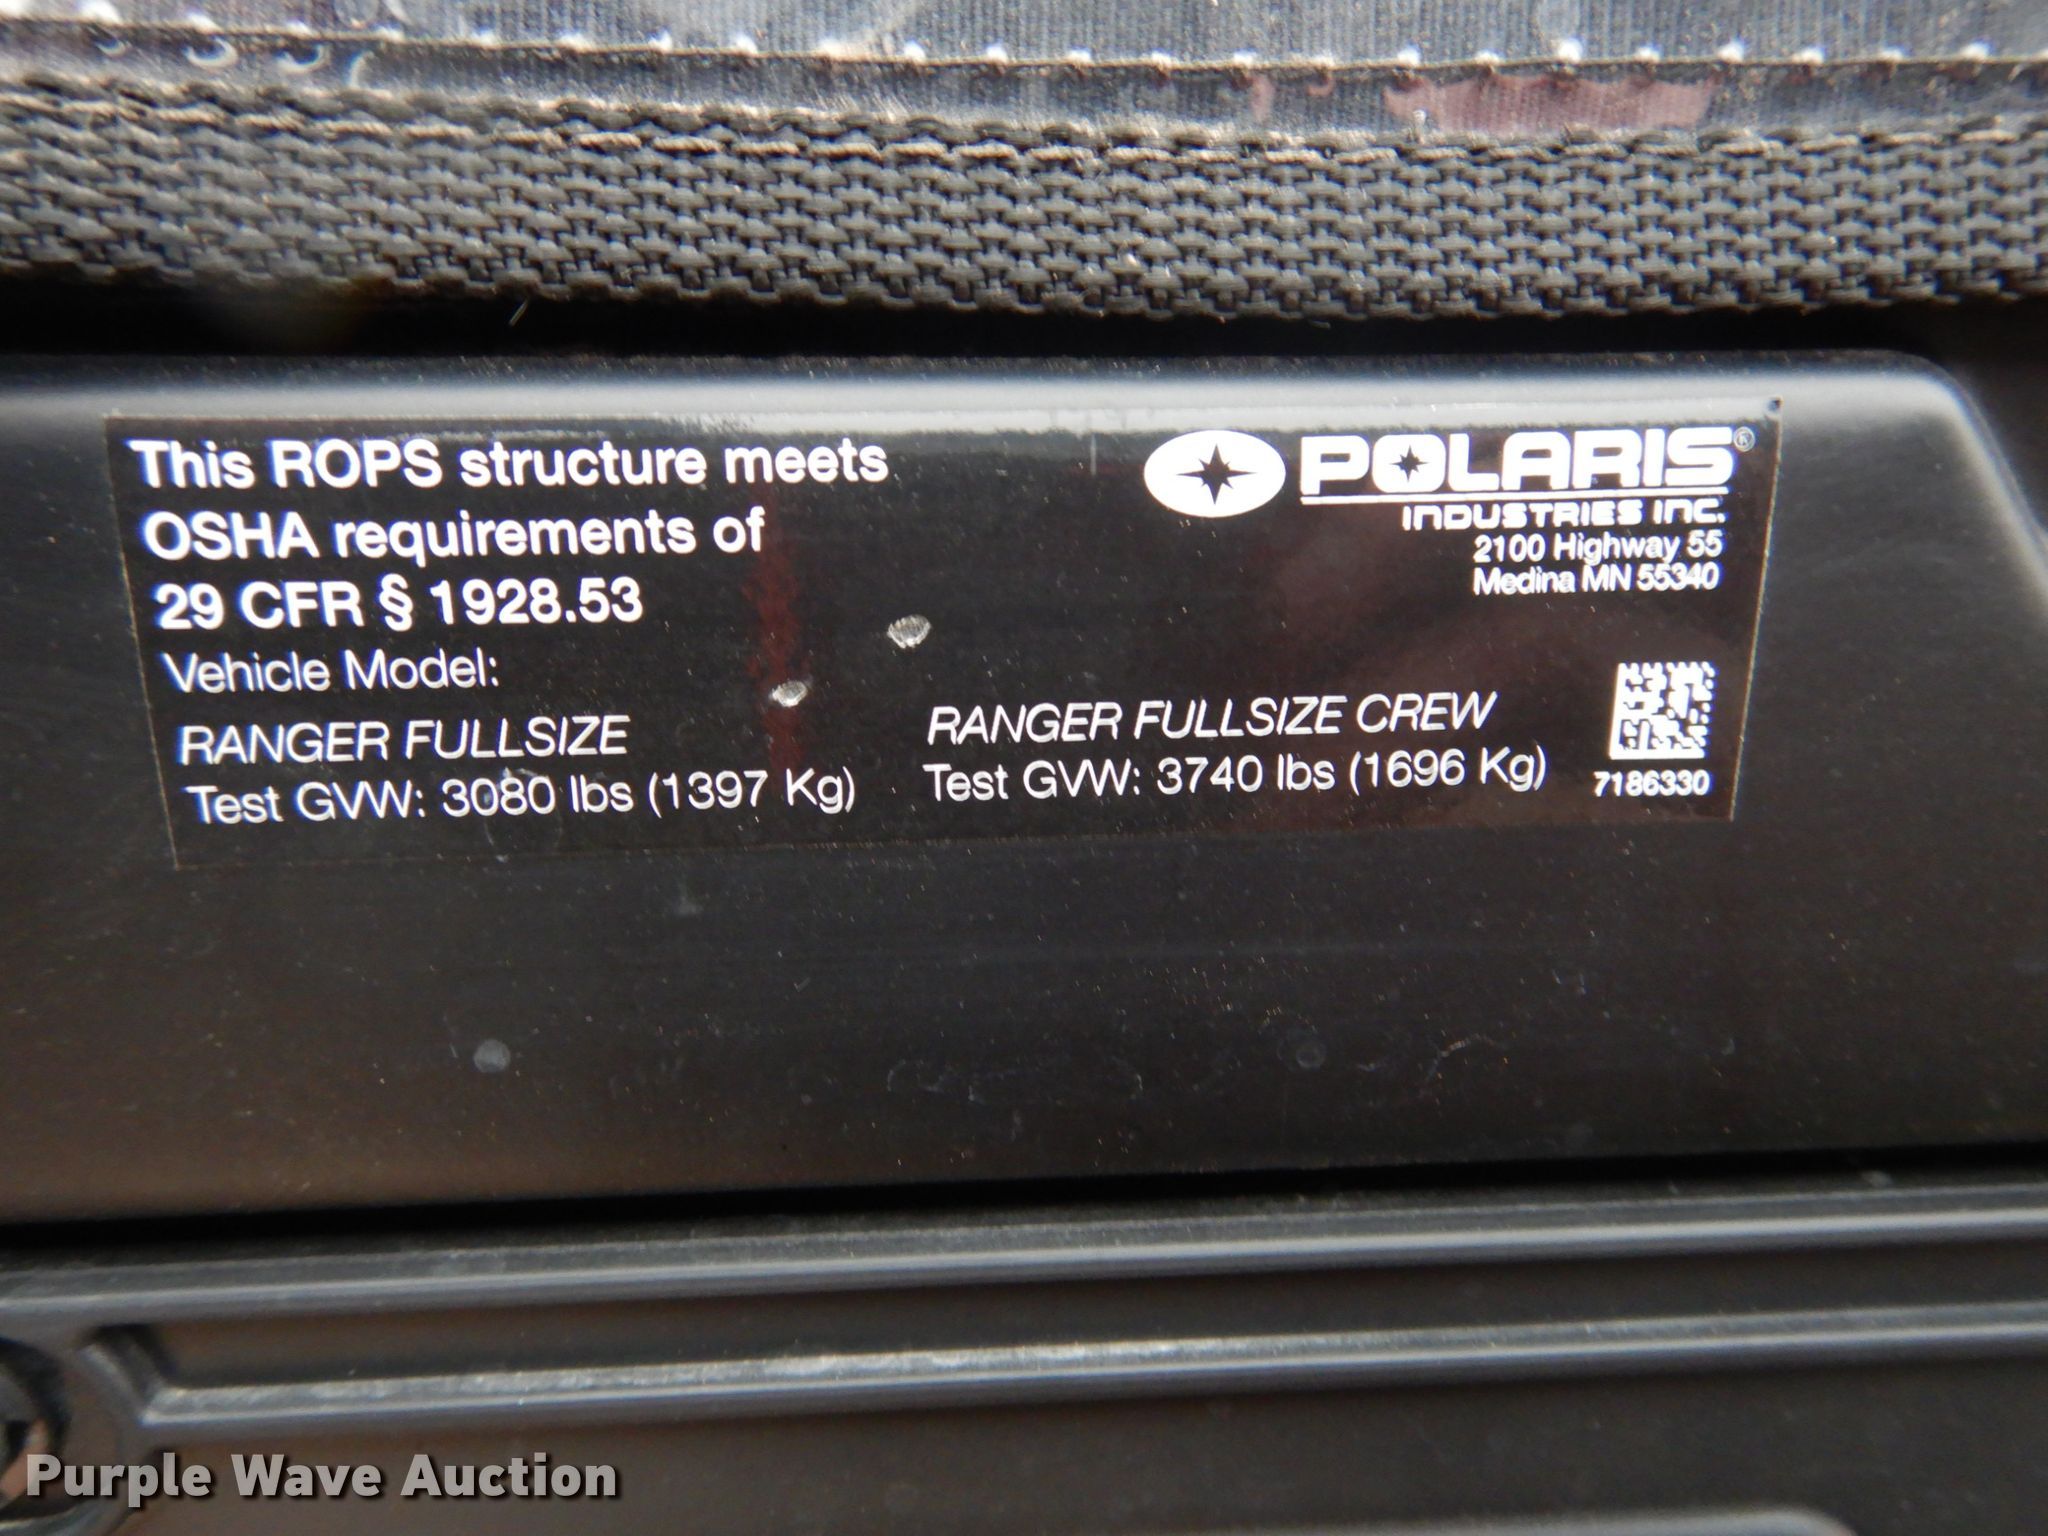 This ROPS structure meets
OSHA requirements of
29 CFR § 1928.53
Vehicle Model:
RANGER FULLSIZE
Test GVW: 3080 lbs (1397 Kg)
RANGER FULLSIZE CREW
Test GVW: 3740 lbs (1696 Kg)
POLARIS®
INDUSTRIES INC.
2100 Highway 55
Medina MN 55340
7186330
Purple Wave Auction